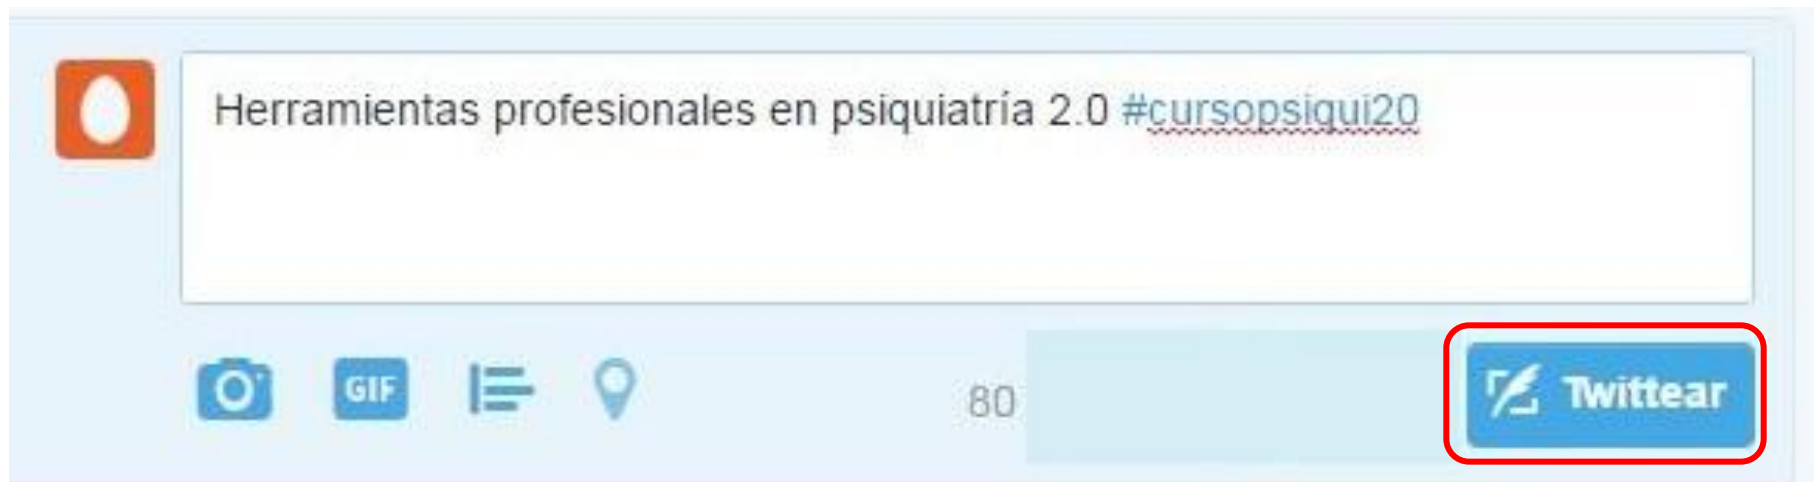 Herramientas profesionales en psiquiatría 2.0 #cursopsiqui20
GIF
80
Twittear